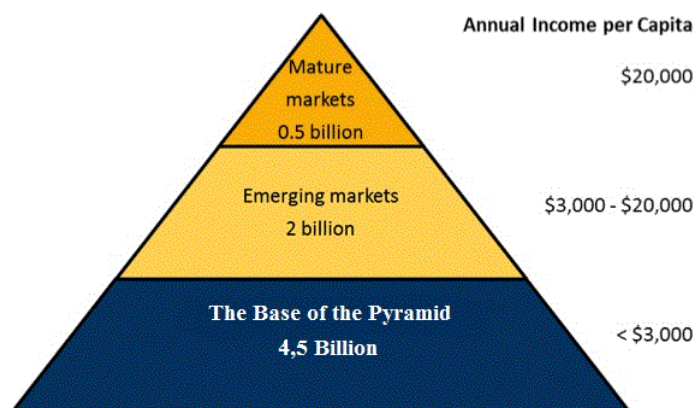 Annual Income per Capita
Mature
markets
0.5 billion
$20,000
Emerging markets
2 billion
$3,000 - $20,000
The Base of the Pyramid
4,5 Billion
< $3,000